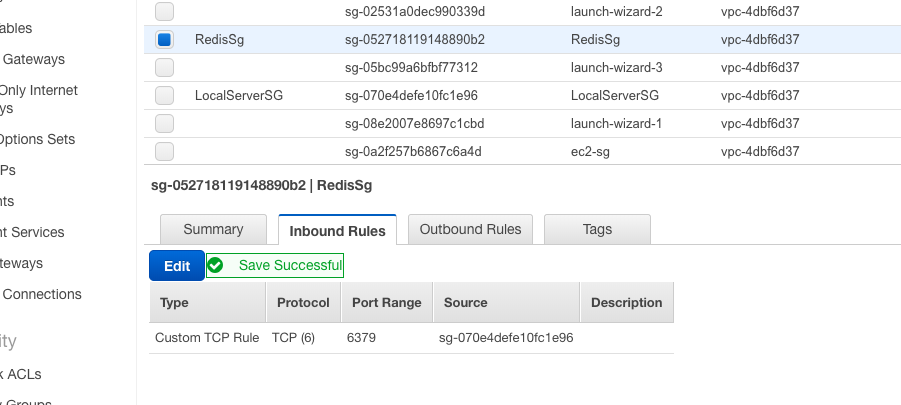 sg-02531a0dec990339d launch-wizard-2 vpc-4dbf6d37
ables
RedisSg sg-052718119148890b2 RedisSg vpc-4dbf6d37
Gateways
sg-05bc99a6bfbf77312 launch-wizard-3 vpc-4dbf6d37
Only Internet
LocalServerSG sg-070e4defe10fc1e96 LocalServerSG vpc-4dbf6d37
ys
sg-08e2007e8697c1cbd launch-wizard-1 vpc-4dbf6d37
Options Sets
sg-0a2f257b6867c6a4d ec2-sg vpc-4dbf6d37
Ps
sg-052718119148890b2 | RedisSg
nts
Summary Inbound Rules Outbound Rules Tags
nt Services
teways
Edit Save Successful
Connections
Type Protocol Port Range Source Description
Custom TCP Rule TCP (6) 6379 sg-070e4defe10fc1e96
ity
k ACLs
y Groups